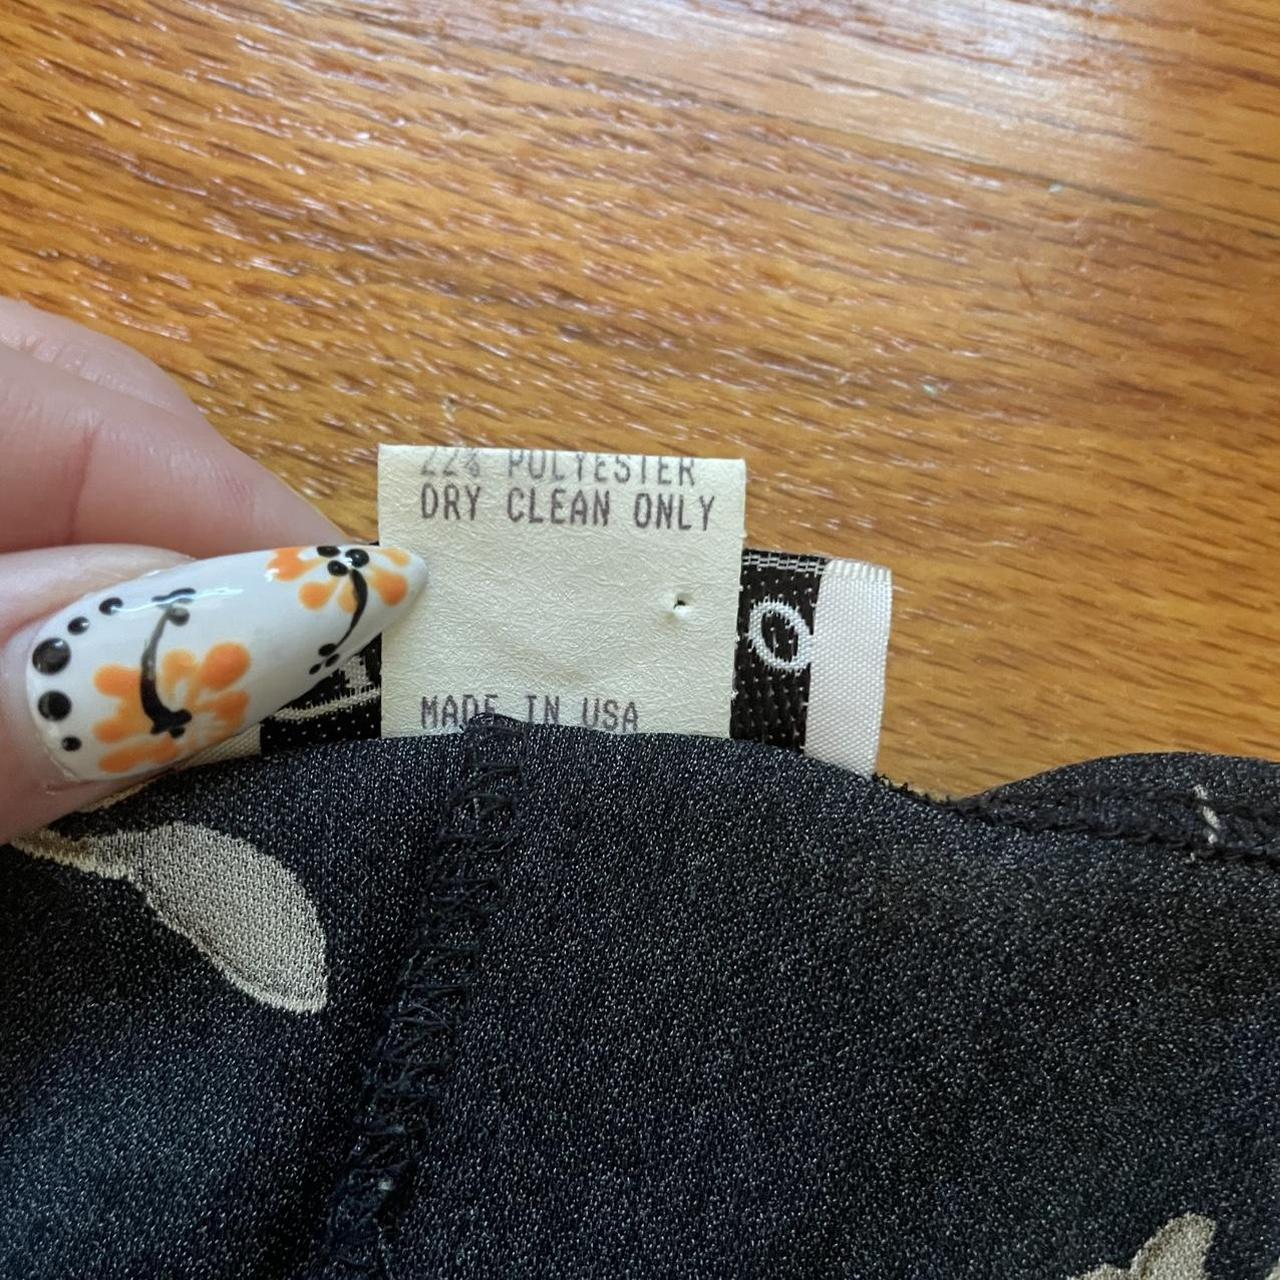 22% POLYESTER
DRY CLEAN ONLY
O
MADE IN USA